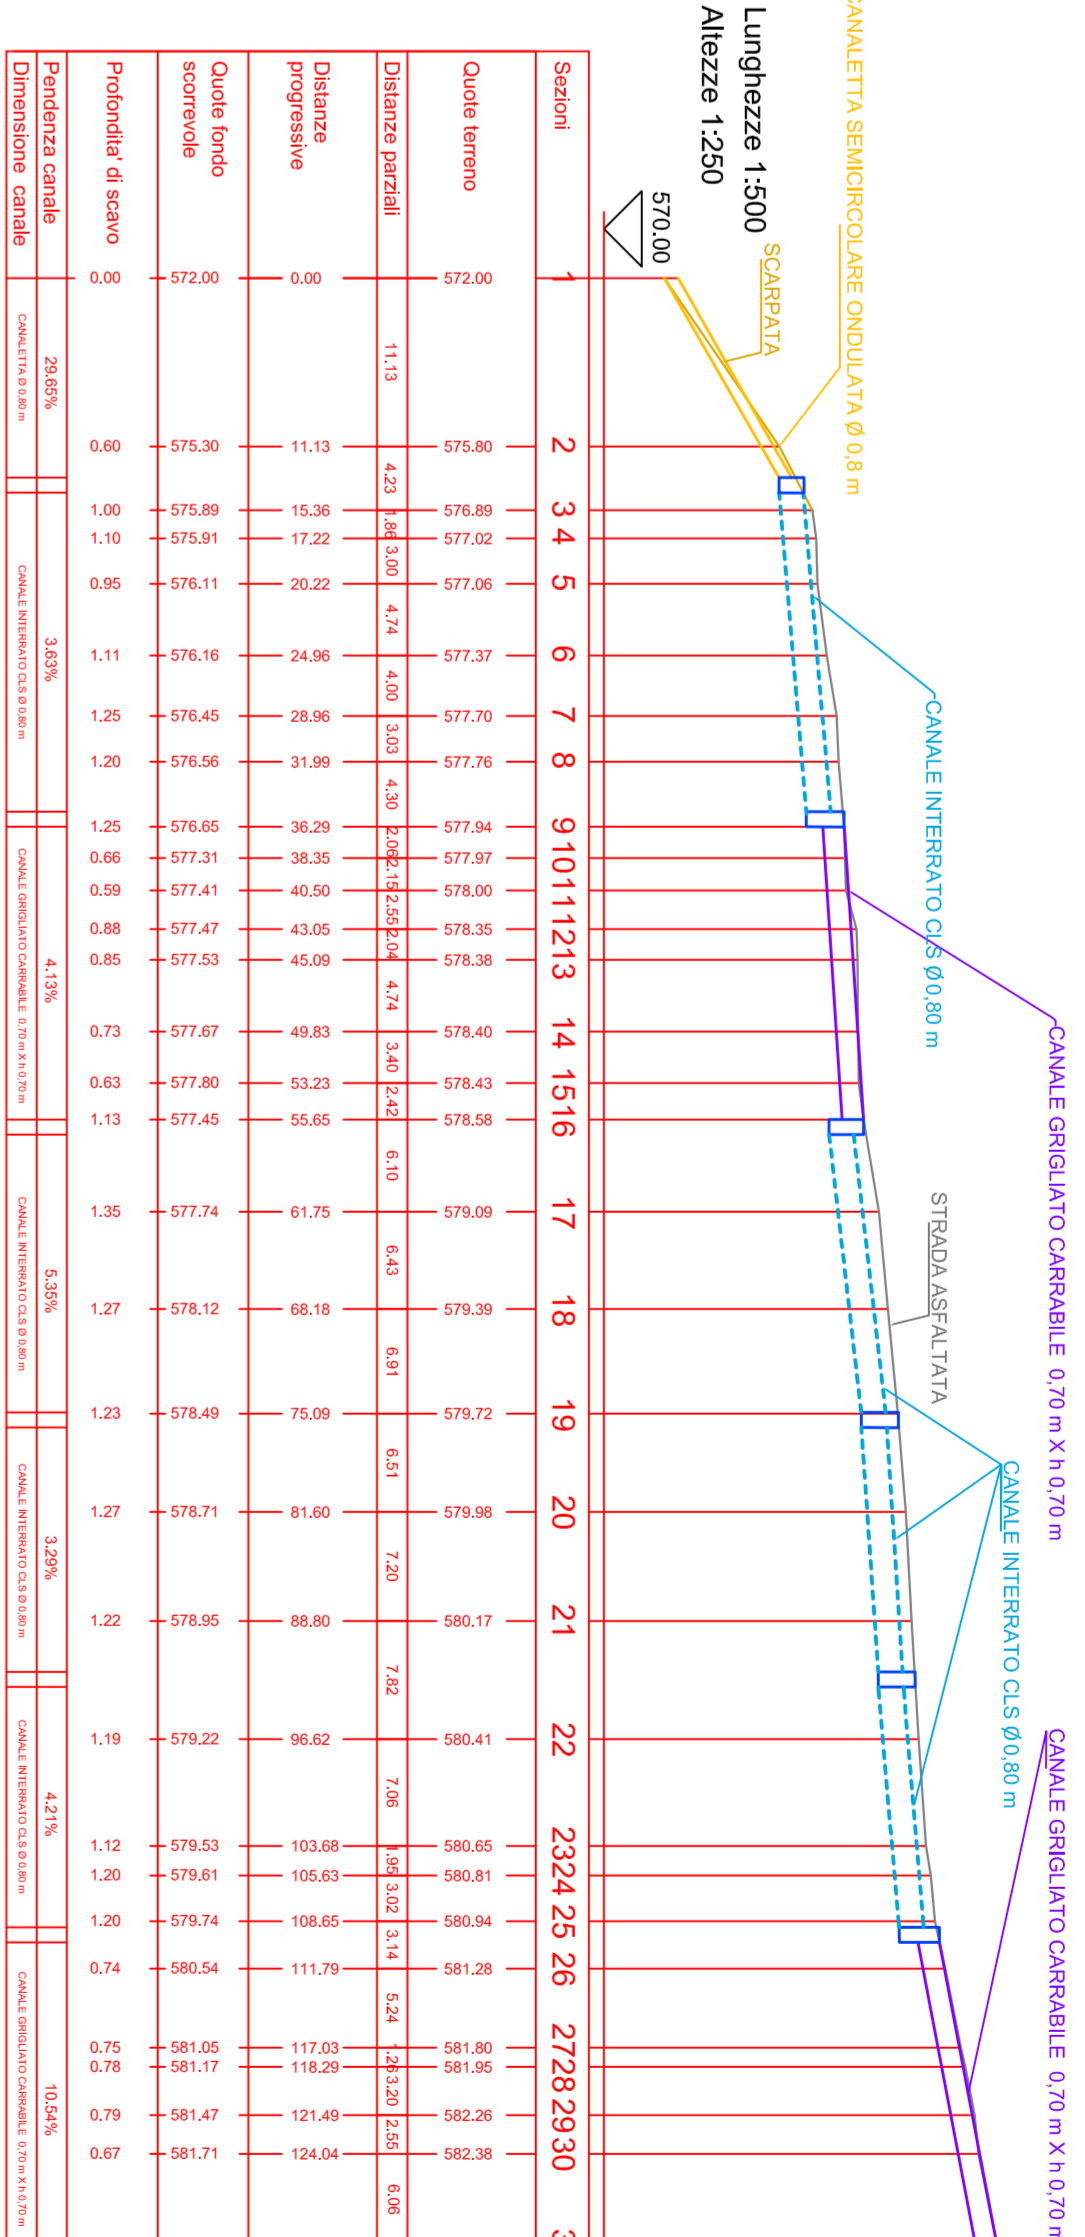 CANALETTA SEMICIRCOLARE ONDULATA Ø 0,8 m
Lunghezze 1:500
Altezze 1:250
SCARPATA
570.00
CANALE INTERRATO CLS Ø 0,80 m
CANALE GRIGLIATO CARRABILE 0,70 m X h 0,70 m
STRADA ASFALTATA
CANALE INTERRATO CLS Ø 0,80 m
CANALE GRIGLIATO CARRABILE 0,70 m X h 0,70 m
Sezioni 1 2 3 4 5 6 7 8 9 10 11 12 13 14 15 16 17 18 19 20 21 22 23 24 25 26 27 28 29 30
Quote terreno 572.00 575.80 576.89 577.02 577.06 577.37 577.70 577.76 577.94 577.97 578.00 578.35 578.38 578.40 578.43 578.58 579.09 579.39 579.72 579.98 580.17 580.41 580.65 580.81 580.94 581.28 581.80 581.95 582.26 582.38
Distanze parziali 11.13 4.23 1.86 3.00 4.74 4.00 3.03 4.30 2.06 2.15 2.55 2.04 4.74 3.40 2.42 6.10 6.43 6.91 6.51 7.20 7.82 7.06 1.95 3.02 3.14 5.24 1.26 3.20 2.55 6.06
Distanze
progressive 0.00 11.13 15.36 17.22 20.22 24.96 28.96 31.99 36.29 38.35 40.50 43.05 45.09 49.83 53.23 55.65 61.75 68.18 75.09 81.60 88.80 96.62 103.68 105.63 108.65 111.79 117.03 118.29 121.49 124.04
Quote fondo
scorrevole 572.00 575.30 575.89 575.91 576.11 576.16 576.45 576.56 576.65 577.31 577.41 577.47 577.53 577.67 577.80 577.45 577.74 578.12 578.49 578.71 578.95 579.22 579.53 579.61 579.74 580.54 581.05 581.17 581.47 581.71
Profondita' di scavo 0.00 0.60 1.00 1.10 0.95 1.11 1.25 1.20 1.25 0.66 0.59 0.88 0.85 0.73 0.63 1.13 1.35 1.27 1.23 1.27 1.22 1.19 1.12 1.20 1.20 0.74 0.75 0.78 0.79 0.67
Pendenza canale 29.65% 3.63% 4.13% 5.35% 3.29% 4.21% 10.54%
Dimensione canale CANALETTA Ø 0,80 m CANALE INTERRATO CLS Ø 0,80 m CANALE GRIGLIATO CARRABILE 0,70 m X h 0,70 m CANALE INTERRATO CLS Ø 0,80 m CANALE INTERRATO CLS Ø 0,80 m CANALE INTERRATO CLS Ø 0,80 m CANALE GRIGLIATO CARRABILE 0,70 m X h 0,70 m